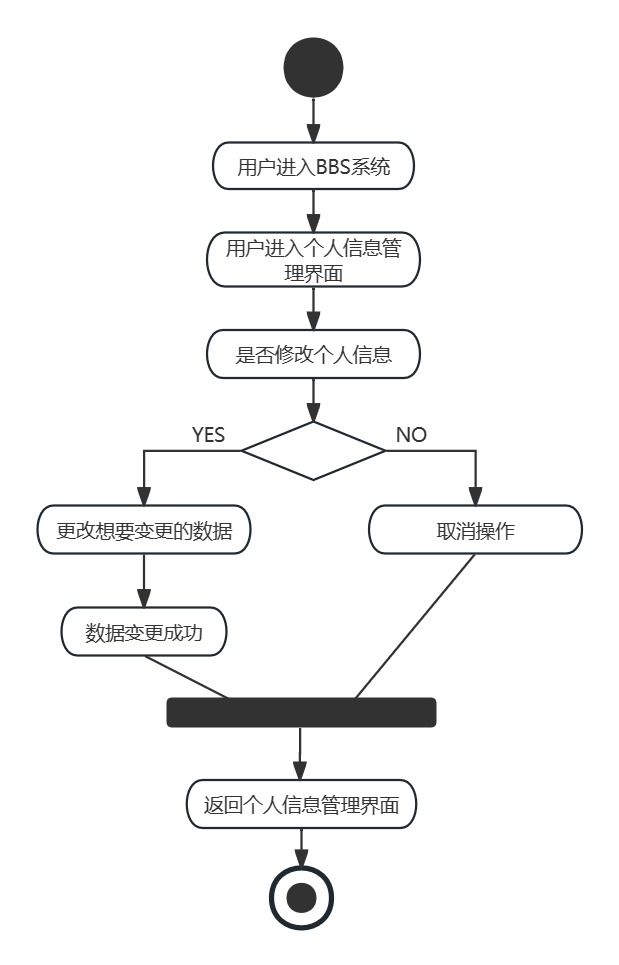 用户进入BBS系统
用户进入个人信息管
理界面
是否修改个人信息
YES
NO
更改想要变更的数据
取消操作
数据变更成功
返回个人信息管理界面